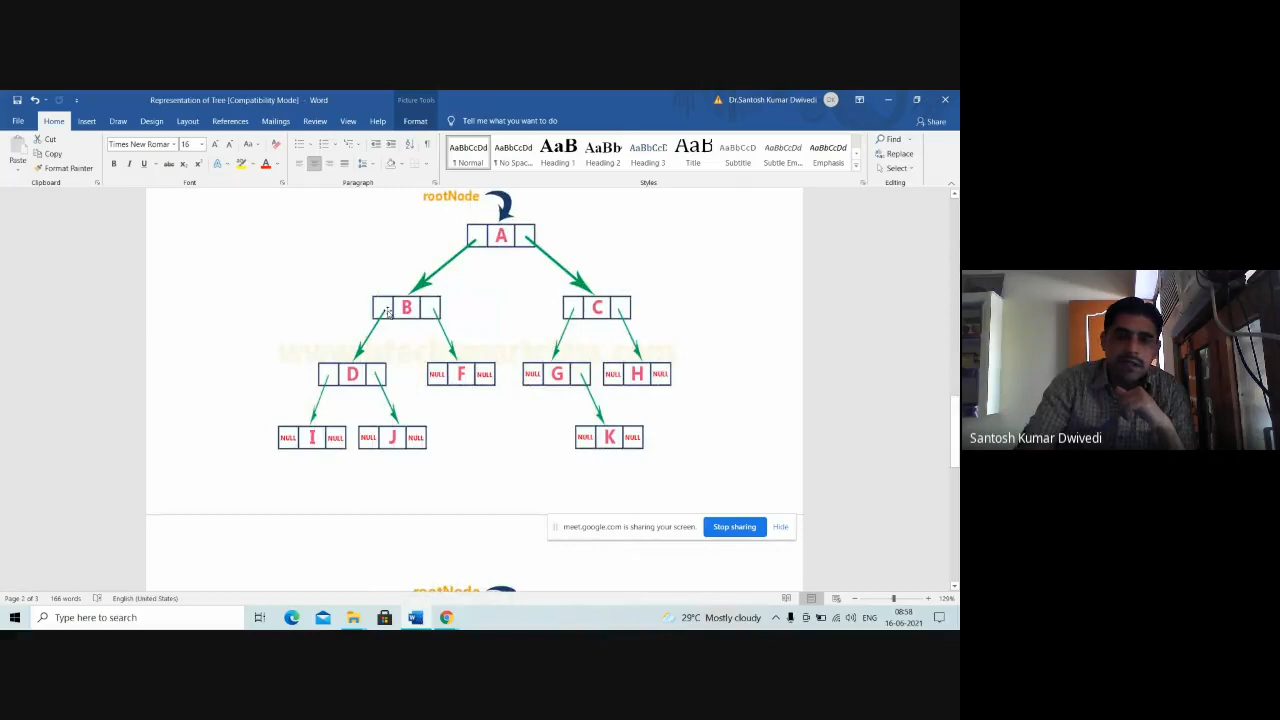 Representation of Tree [Compatibility Mode] - Word
Picture Tools
Dr.Santosh Kumar Dwivedi
DK
File
Home
Insert
Draw
Design
Layout
References
Mailings
Review
View
Help
Format
Tell me what you want to do
Share
Paste
Cut
Copy
Format Painter
Clipboard
Times New Romar
16
Font
Paragraph
AaBbCcDd
¶ Normal
AaBbCcDd
¶ No Spac...
AaB
Heading 1
AaBb
Heading 2
AaBbCcD
Heading 3
AaB
Title
AaBbCcD
Subtitle
AaBbCcDd
Subtle Em...
AaBbCcDd
Emphasis
Styles
Find
Replace
Select
Editing
rootNode
A
B
C
D
NULL F NULL
NULL G
NULL H NULL
NULL I NULL
NULL J NULL
NULL K NULL
meet.google.com is sharing your screen.
Stop sharing
Hide
rootNode
Page 2 of 3
166 words
English (United States)
129%
Type here to search
29°C Mostly cloudy
ENG
08:58
16-06-2021
Santosh Kumar Dwivedi